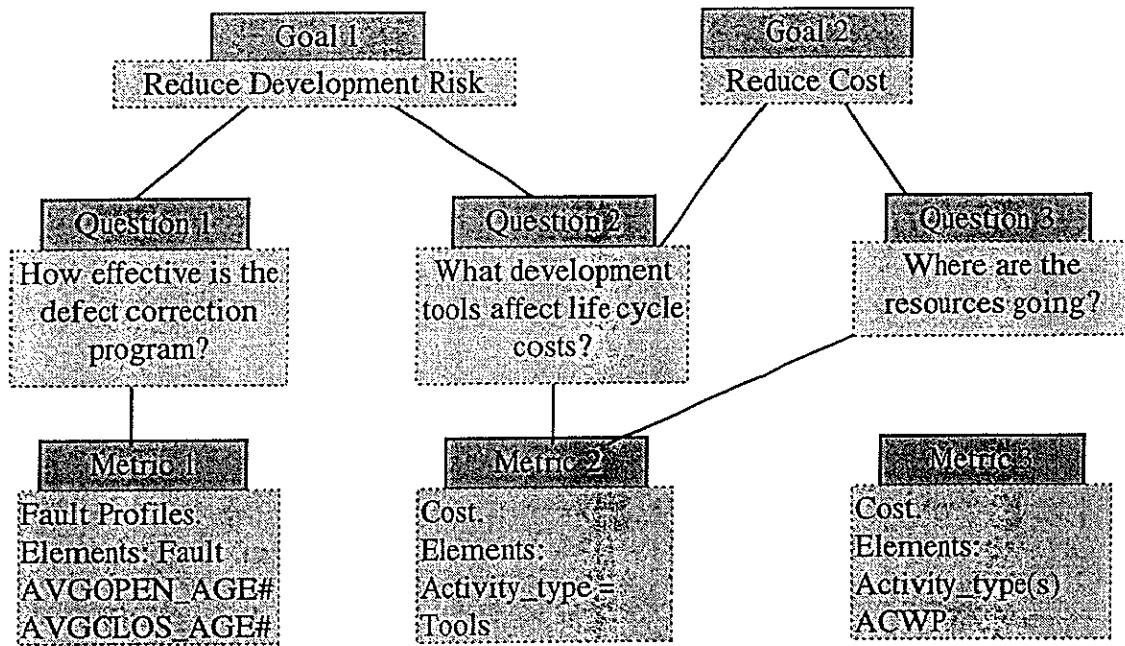 Goal 1
Reduce Development Risk
Goal 2
Reduce Cost
Question 1
How effective is the
defect correction
program?
Question 2
What development
tools affect life cycle
costs?
Question 3
Where are the
resources going?
Metric 1
Fault Profiles.
Elements: Fault
AVGOPEN_AGE#
AVGCLOS_AGE#
Metric 2
Cost.
Elements:
Activity_type =
Tools
Metric 3
Cost.
Elements:
Activity_type(s)
ACWP